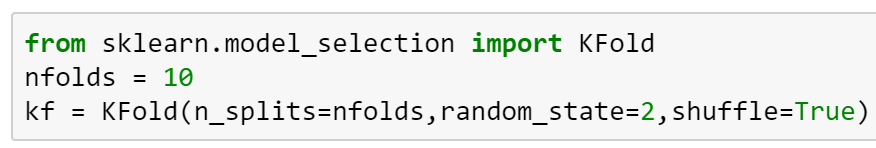 from sklearn.model_selection import KFold
nfolds = 10
kf = KFold(n_splits=nfolds,random_state=2,shuffle=True)